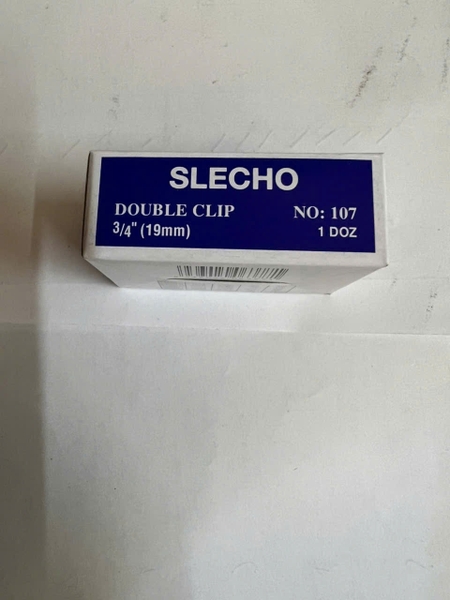 SLECHO
DOUBLE CLIP NO: 107
3/4" (19mm) 1 DOZ